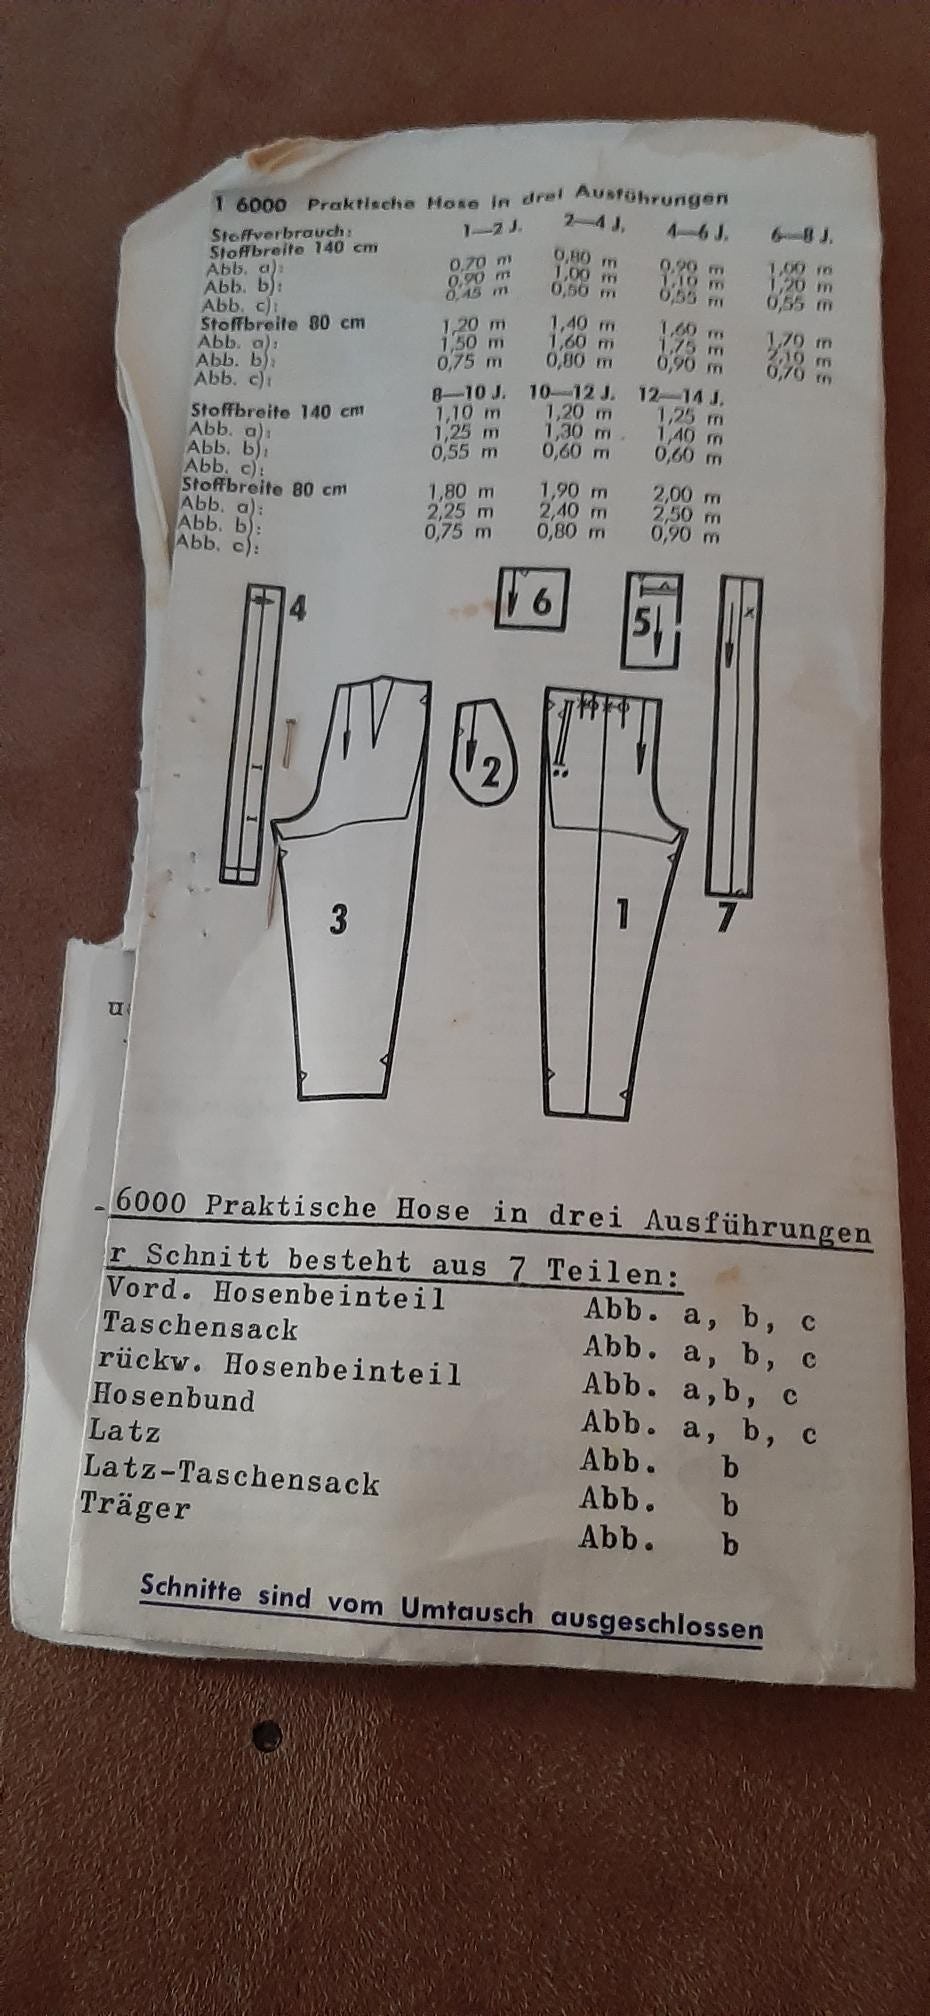 1 6000 Praktische Hose in drei Ausführungen
Stoffverbrauch: 1—2 J. 2—4 J. 4—6 J. 6—8 J.
Stoffbreite 140 cm
Abb. a): 0,70 m 0,80 m 0,90 m 1,00 m
Abb. b): 0,90 m 1,00 m 1,10 m 1,20 m
Abb. c): 0,45 m 0,50 m 0,55 m 0,55 m
Stoffbreite 80 cm
Abb. a): 1,20 m 1,40 m 1,60 m 1,70 m
Abb. b): 1,50 m 1,60 m 1,75 m 2,10 m
Abb. c): 0,75 m 0,80 m 0,90 m 0,70 m
8—10 J. 10—12 J. 12—14 J.
Stoffbreite 140 cm
Abb. a): 1,10 m 1,20 m 1,25 m
Abb. b): 1,25 m 1,30 m 1,40 m
Abb. c): 0,55 m 0,60 m 0,60 m
Stoffbreite 80 cm
Abb. a): 1,80 m 1,90 m 2,00 m
Abb. b): 2,25 m 2,40 m 2,50 m
Abb. c): 0,75 m 0,80 m 0,90 m
4 6 5
2
3 1 7
- 6000 Praktische Hose in drei Ausführungen
r Schnitt besteht aus 7 Teilen:
Vord. Hosenbeinteil Abb. a, b, c
Taschensack Abb. a, b, c
rückw. Hosenbeinteil Abb. a,b, c
Hosenbund Abb. a, b, c
Latz Abb. b
Latz-Taschensack Abb. b
Träger Abb. b
Schnitte sind vom Umtausch ausgeschlossen